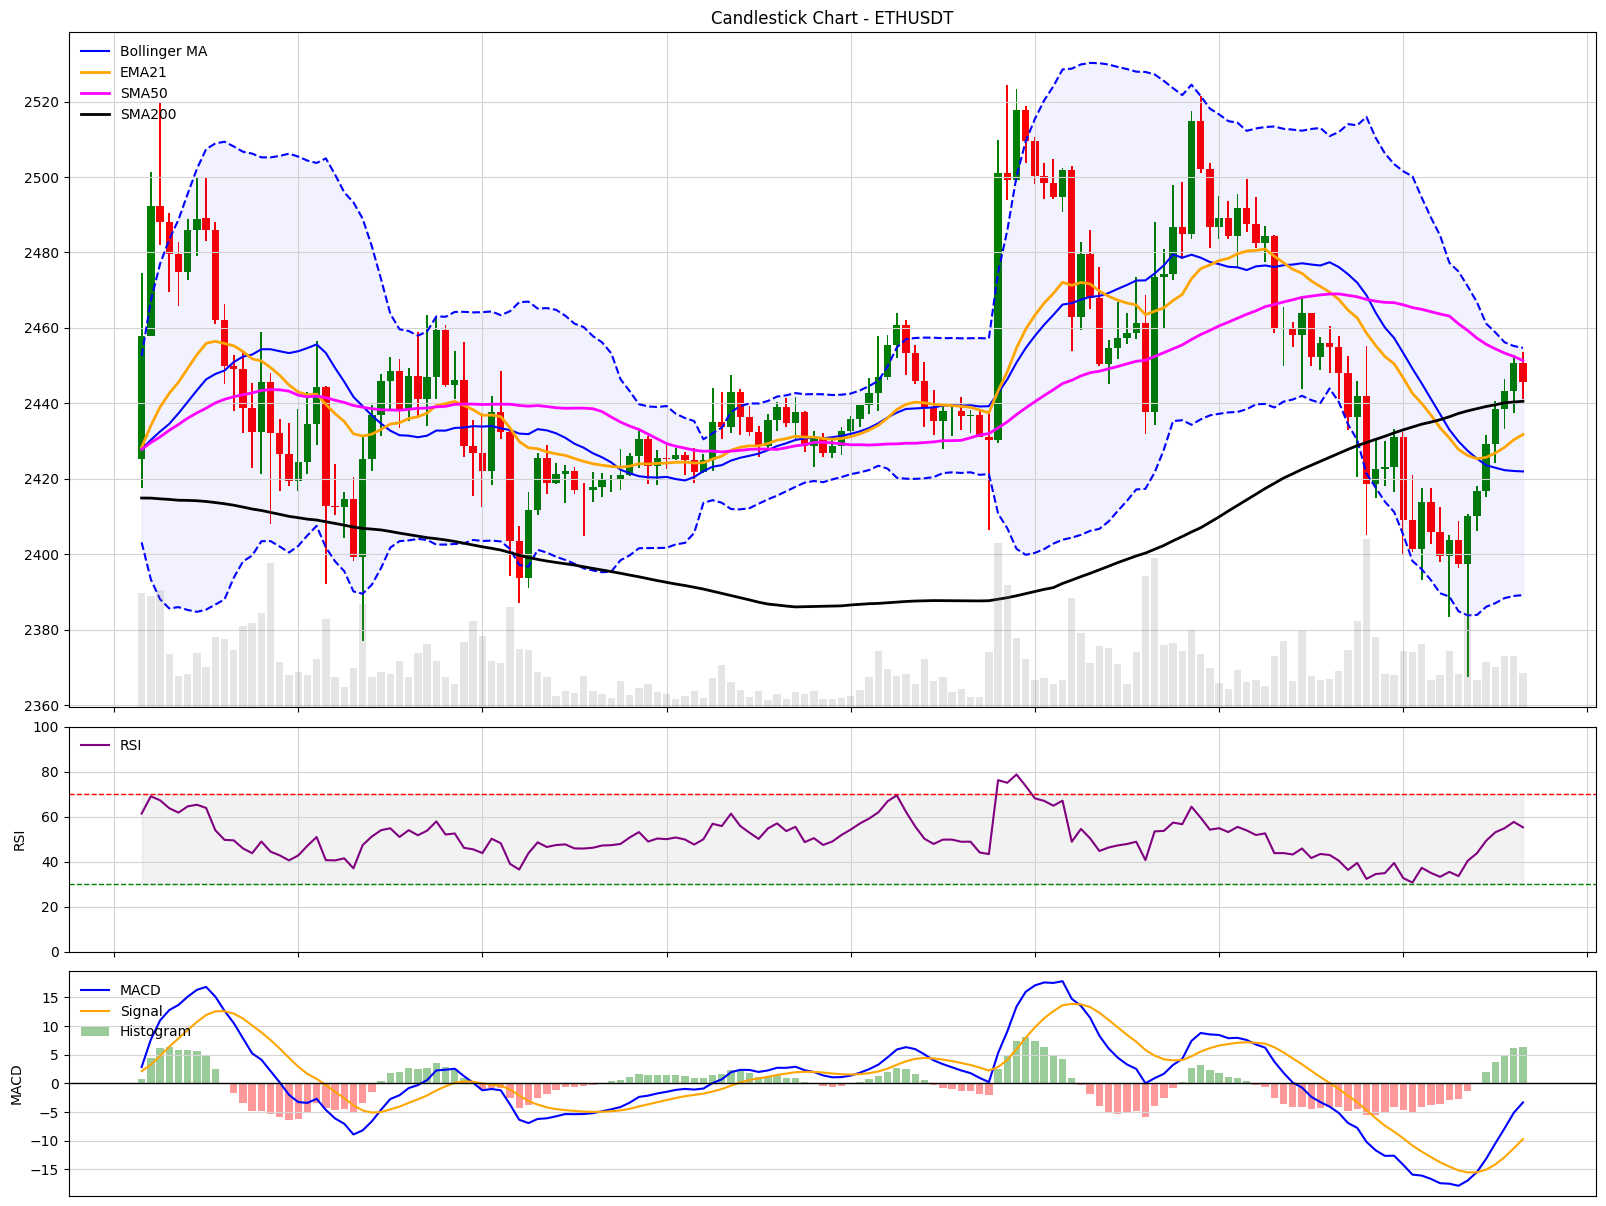 Candlestick Chart - ETHUSDT
Bollinger MA
EMA21
SMA50
SMA200
2520
2500
2480
2460
2440
2420
2400
2380
2360
RSI
100
80
60
40
20
0
RSI
MACD
Signal
Histogram
15
10
5
0
−5
−10
−15
MACD